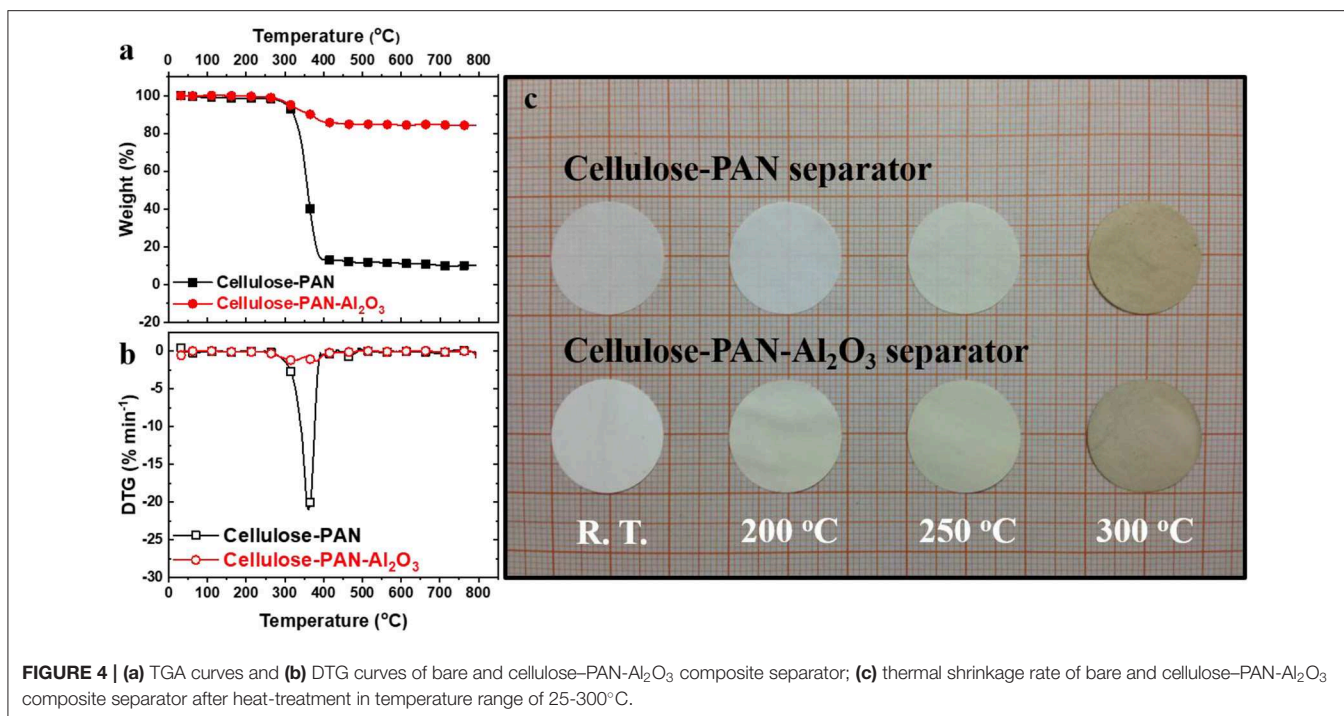 Temperature (°C)
a
0 100 200 300 400 500 600 700 800
100
80
60
40
20
0
-20
Weight (%)
Cellulose-PAN
Cellulose-PAN-Al₂O₃
b
0
-5
-10
-15
-20
-25
-30
DTG (% min⁻¹)
Cellulose-PAN
Cellulose-PAN-Al₂O₃
0 100 200 300 400 500 600 700 800
Temperature (°C)
c
Cellulose-PAN separator
Cellulose-PAN-Al₂O₃ separator
R. T. 200 °C 250 °C 300 °C
FIGURE 4 | (a) TGA curves and (b) DTG curves of bare and cellulose–PAN-Al₂O₃ composite separator; (c) thermal shrinkage rate of bare and cellulose–PAN-Al₂O₃
composite separator after heat-treatment in temperature range of 25-300°C.